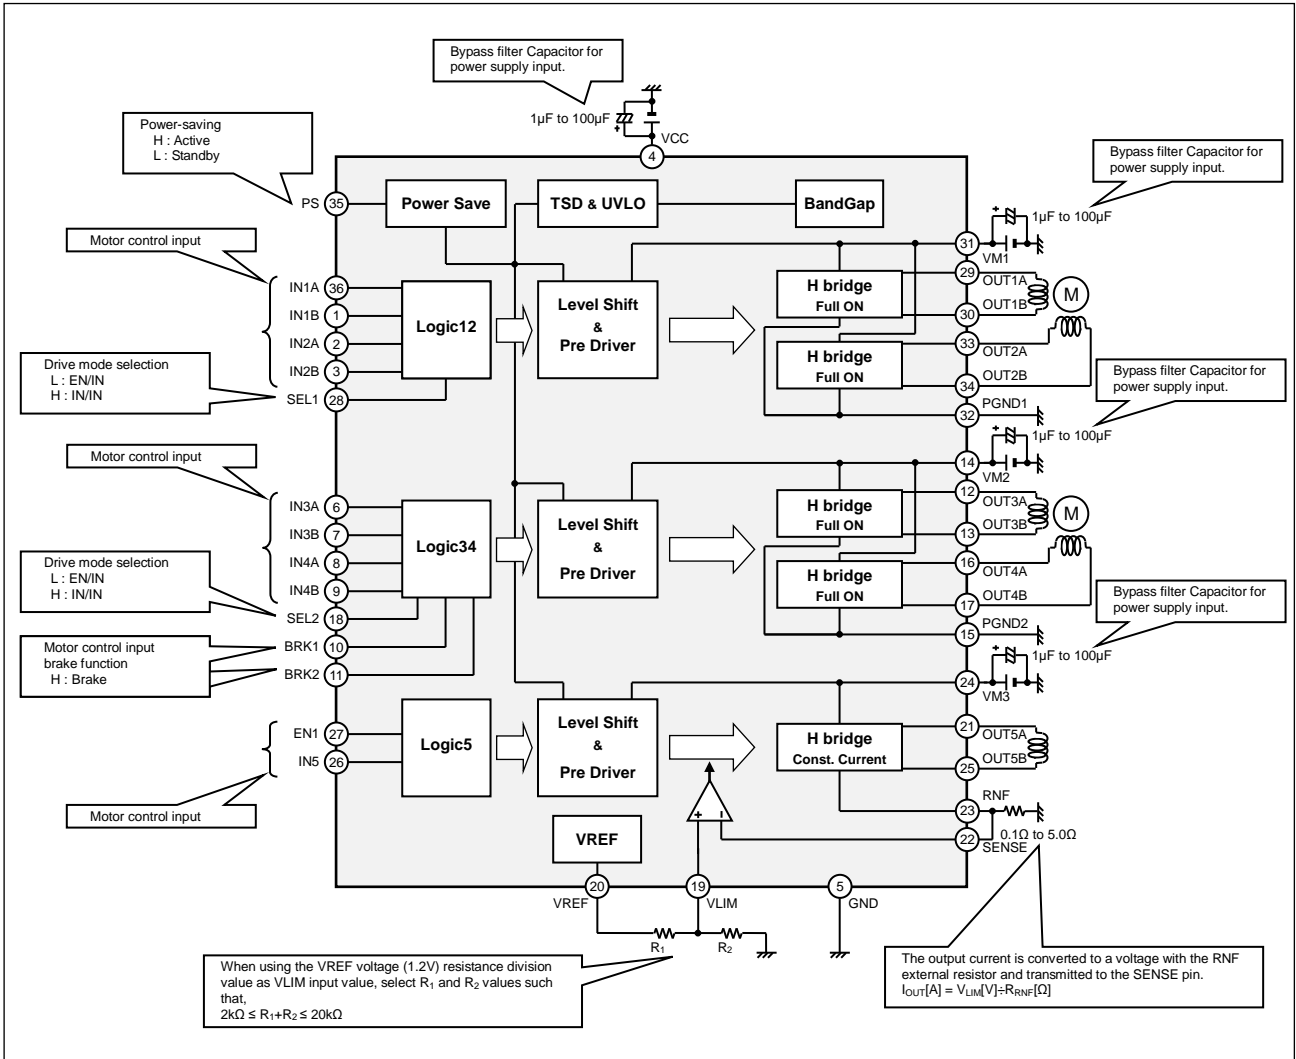 Bypass filter Capacitor for
power supply input.
1µF to 100µF
+
VCC
4
Power-saving
H : Active
L : Standby
PS
35
Power Save
TSD & UVLO
BandGap
Bypass filter Capacitor for
power supply input.
+
1µF to 100µF
31
VM1
Motor control input
IN1A
36
IN1B
1
IN2A
2
IN2B
3
SEL1
28
Logic12
Level Shift
&
Pre Driver
H bridge
Full ON
H bridge
Full ON
29
OUT1A
OUT1B
30
M
33
OUT2A
OUT2B
34
PGND1
32
Drive mode selection
L : EN/IN
H : IN/IN
Bypass filter Capacitor for
power supply input.
+
1µF to 100µF
14
VM2
Motor control input
IN3A
6
IN3B
7
IN4A
8
IN4B
9
SEL2
18
BRK1
10
BRK2
11
Logic34
Level Shift
&
Pre Driver
H bridge
Full ON
H bridge
Full ON
12
OUT3A
OUT3B
13
M
16
OUT4A
OUT4B
17
PGND2
15
Drive mode selection
L : EN/IN
H : IN/IN
Motor control input
brake function
H : Brake
Bypass filter Capacitor for
power supply input.
+
1µF to 100µF
24
VM3
EN1
27
IN5
26
Logic5
Level Shift
&
Pre Driver
H bridge
Const. Current
21
OUT5A
OUT5B
25
Motor control input
+
−
RNF
23
22
0.1Ω to 5.0Ω
SENSE
VREF
20
VREF
19
VLIM
5
GND
R1
R2
When using the VREF voltage (1.2V) resistance division
value as VLIM input value, select R1 and R2 values such
that,
2kΩ ≤ R1+R2 ≤ 20kΩ
The output current is converted to a voltage with the RNF
external resistor and transmitted to the SENSE pin.
IOUT[A] = VLIM[V]÷RRNF[Ω]